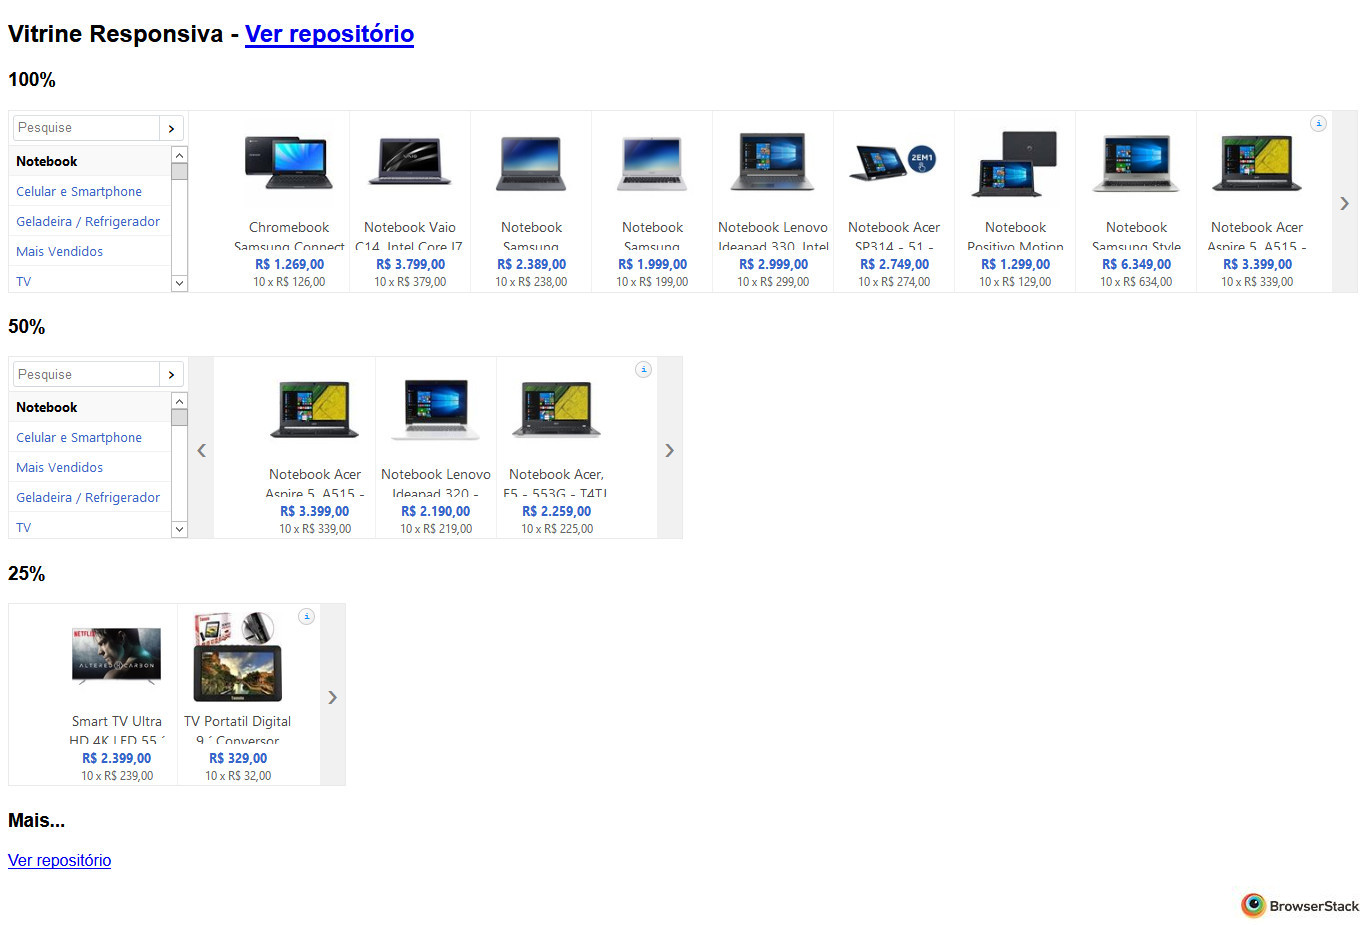 Vitrine Responsiva - Ver repositório
100%
Pesquise
Notebook
Celular e Smartphone
Geladeira / Refrigerador
Mais Vendidos
TV
Chromebook
Samsung Connect
R$ 1.269,00
10 x R$ 126,00
Notebook Vaio
C14, Intel Core I7
R$ 3.799,00
10 x R$ 379,00
Notebook
Samsung
R$ 2.389,00
10 x R$ 238,00
Notebook
Samsung
R$ 1.999,00
10 x R$ 199,00
Notebook Lenovo
Ideapad 330, Intel
R$ 2.999,00
10 x R$ 299,00
2EM1
Notebook Acer
SP314 - 51 -
R$ 2.749,00
10 x R$ 274,00
Notebook
Positivo Motion
R$ 1.299,00
10 x R$ 129,00
Notebook
Samsung Style
R$ 6.349,00
10 x R$ 634,00
Notebook Acer
Aspire 5, A515 -
R$ 3.399,00
10 x R$ 339,00
50%
Pesquise
Notebook
Celular e Smartphone
Mais Vendidos
Geladeira / Refrigerador
TV
Notebook Acer
Aspire 5, A515 -
R$ 3.399,00
10 x R$ 339,00
Notebook Lenovo
Ideapad 320 -
R$ 2.190,00
10 x R$ 219,00
Notebook Acer,
E5 - 553G - T4TJ
R$ 2.259,00
10 x R$ 225,00
25%
NETFLIX
ALTERED CARBON
Smart TV Ultra
HD 4K LED 55
R$ 2.399,00
10 x R$ 239,00
TV Portatil Digital
9 Conversor
R$ 329,00
10 x R$ 32,00
Mais...
Ver repositório
BrowserStack